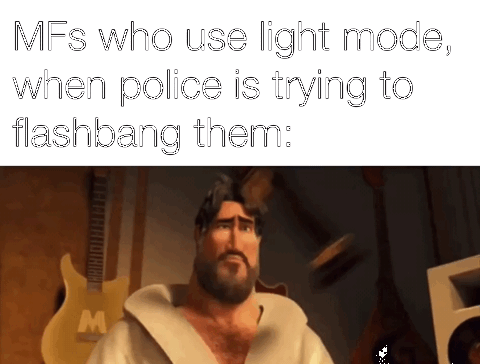 MFs who use light mode,
when police is trying to
flashbang them:
M